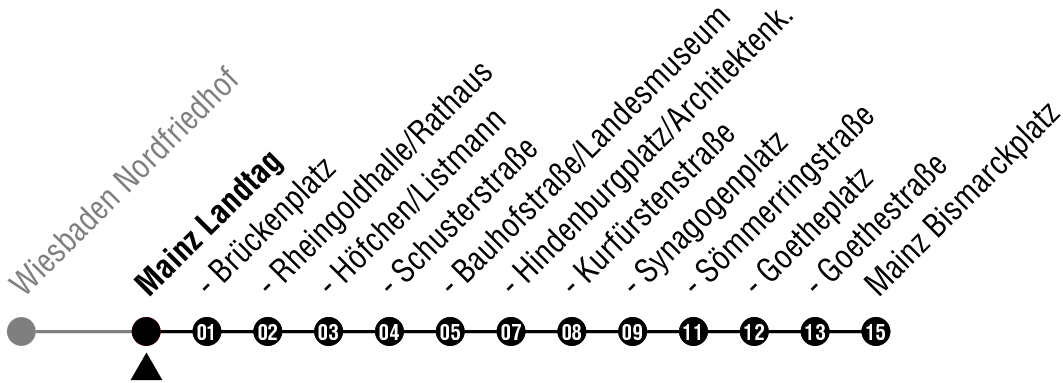 Wiesbaden Nordfriedhof
Mainz Landtag
- Brückenplatz
- Rheingoldhalle/Rathaus
- Höfchen/Listmann
- Schusterstraße
- Bauhofstraße/Landesmuseum
- Hindenburgplatz/Architektenk.
- Kurfürstenstraße
- Synagogenplatz
- Sömmerringstraße
- Goetheplatz
- Goethestraße
Mainz Bismarckplatz
01 02 03 04 05 07 08 09 11 12 13 15